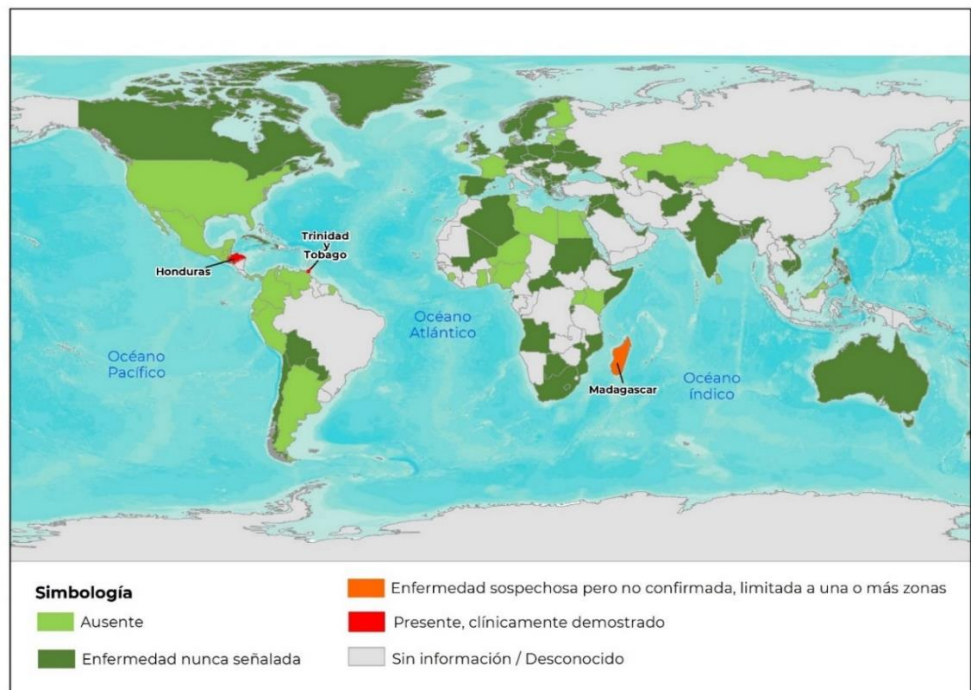 Trinidad
y
Tobago
Honduras
Océano
Atlántico
Océano
Pacífico
Madagascar
Océano
índico
Simbología
Ausente
Enfermedad nunca señalada
Enfermedad sospechosa pero no confirmada, limitada a una o más zonas
Presente, clínicamente demostrado
Sin información / Desconocido